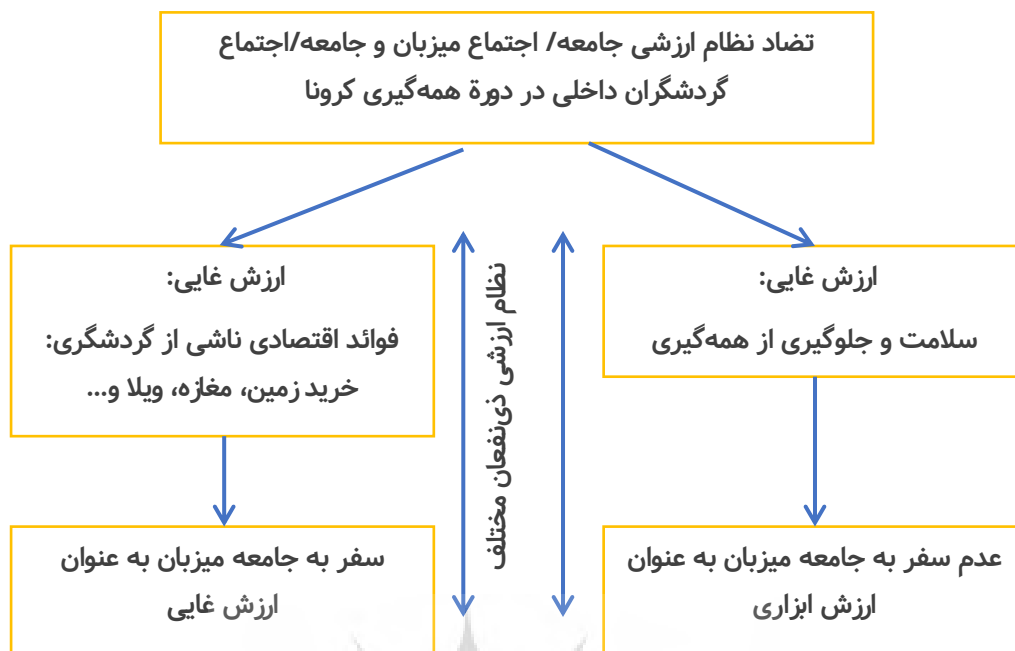 تضاد نظام ارزشی جامعه/ اجتماع میزبان و جامعه/اجتماع
گردشگران داخلی در دورۀ همه‌گیری کرونا
ارزش غایی:
سلامت و جلوگیری از همه‌گیری
عدم سفر به جامعه میزبان به عنوان
ارزش ابزاری
نظام ارزشی ذی‌نفعان مختلف
ارزش غایی:
فوائد اقتصادی ناشی از گردشگری:
خرید زمین، مغازه، ویلا و...
سفر به جامعه میزبان به عنوان
ارزش غایی